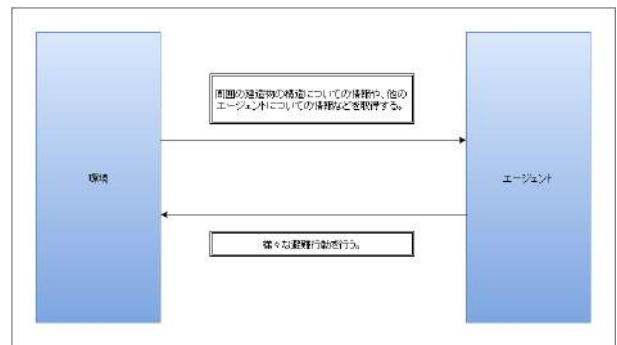 周囲の建造物の構造についての情報や、他の
エージェントについての情報などを取得する。
環境
エージェント
様々な避難行動を行う。